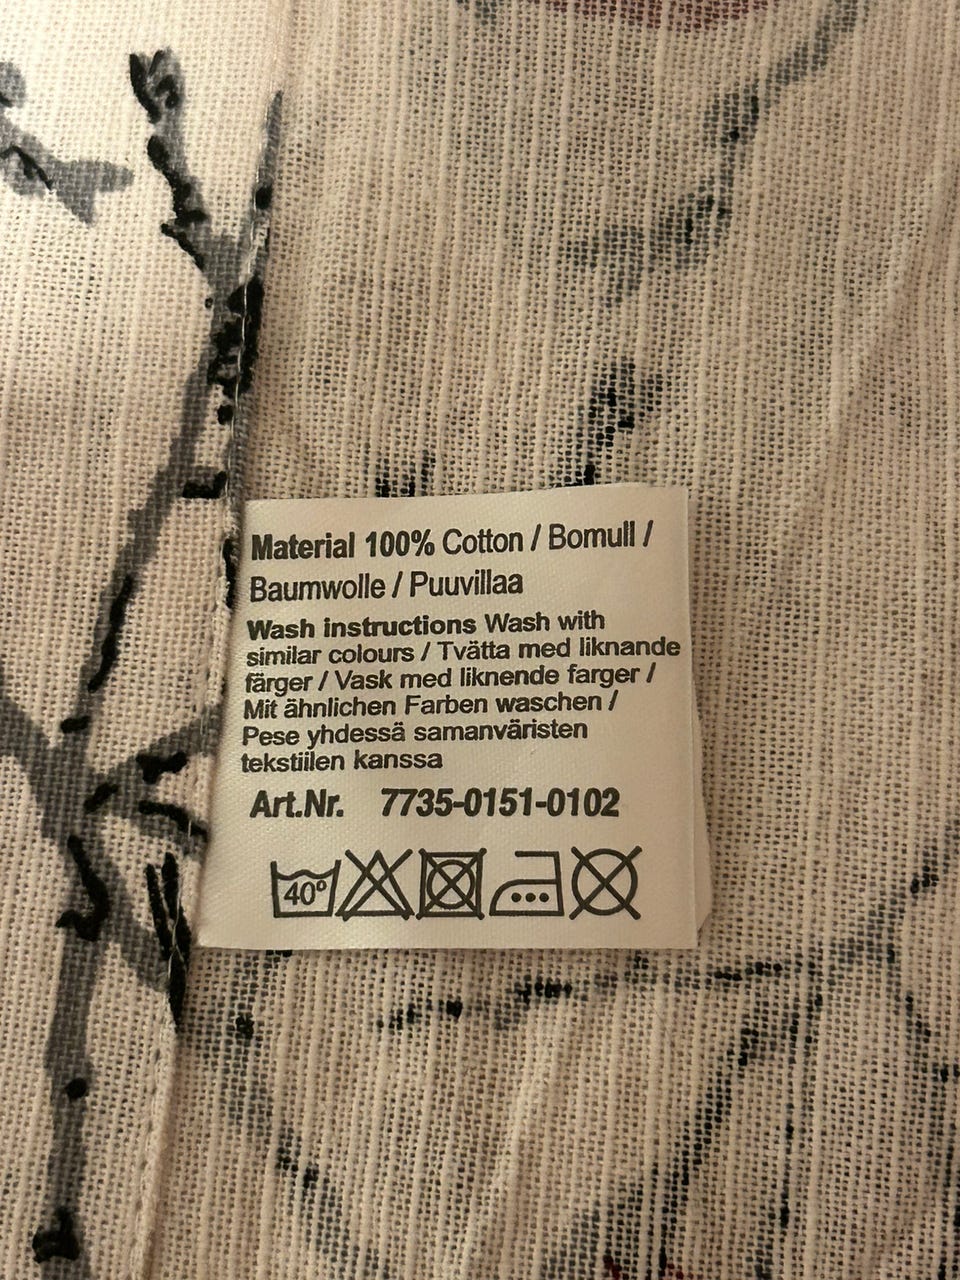 Material 100% Cotton / Bomull /
Baumwolle / Puuvillaa
Wash instructions Wash with
similar colours / Tvätta med liknande
färger / Vask med liknende farger /
Mit ähnlichen Farben waschen /
Pese yhdessä samanväristen
tekstiilen kanssa
Art.Nr. 7735-0151-0102
40°